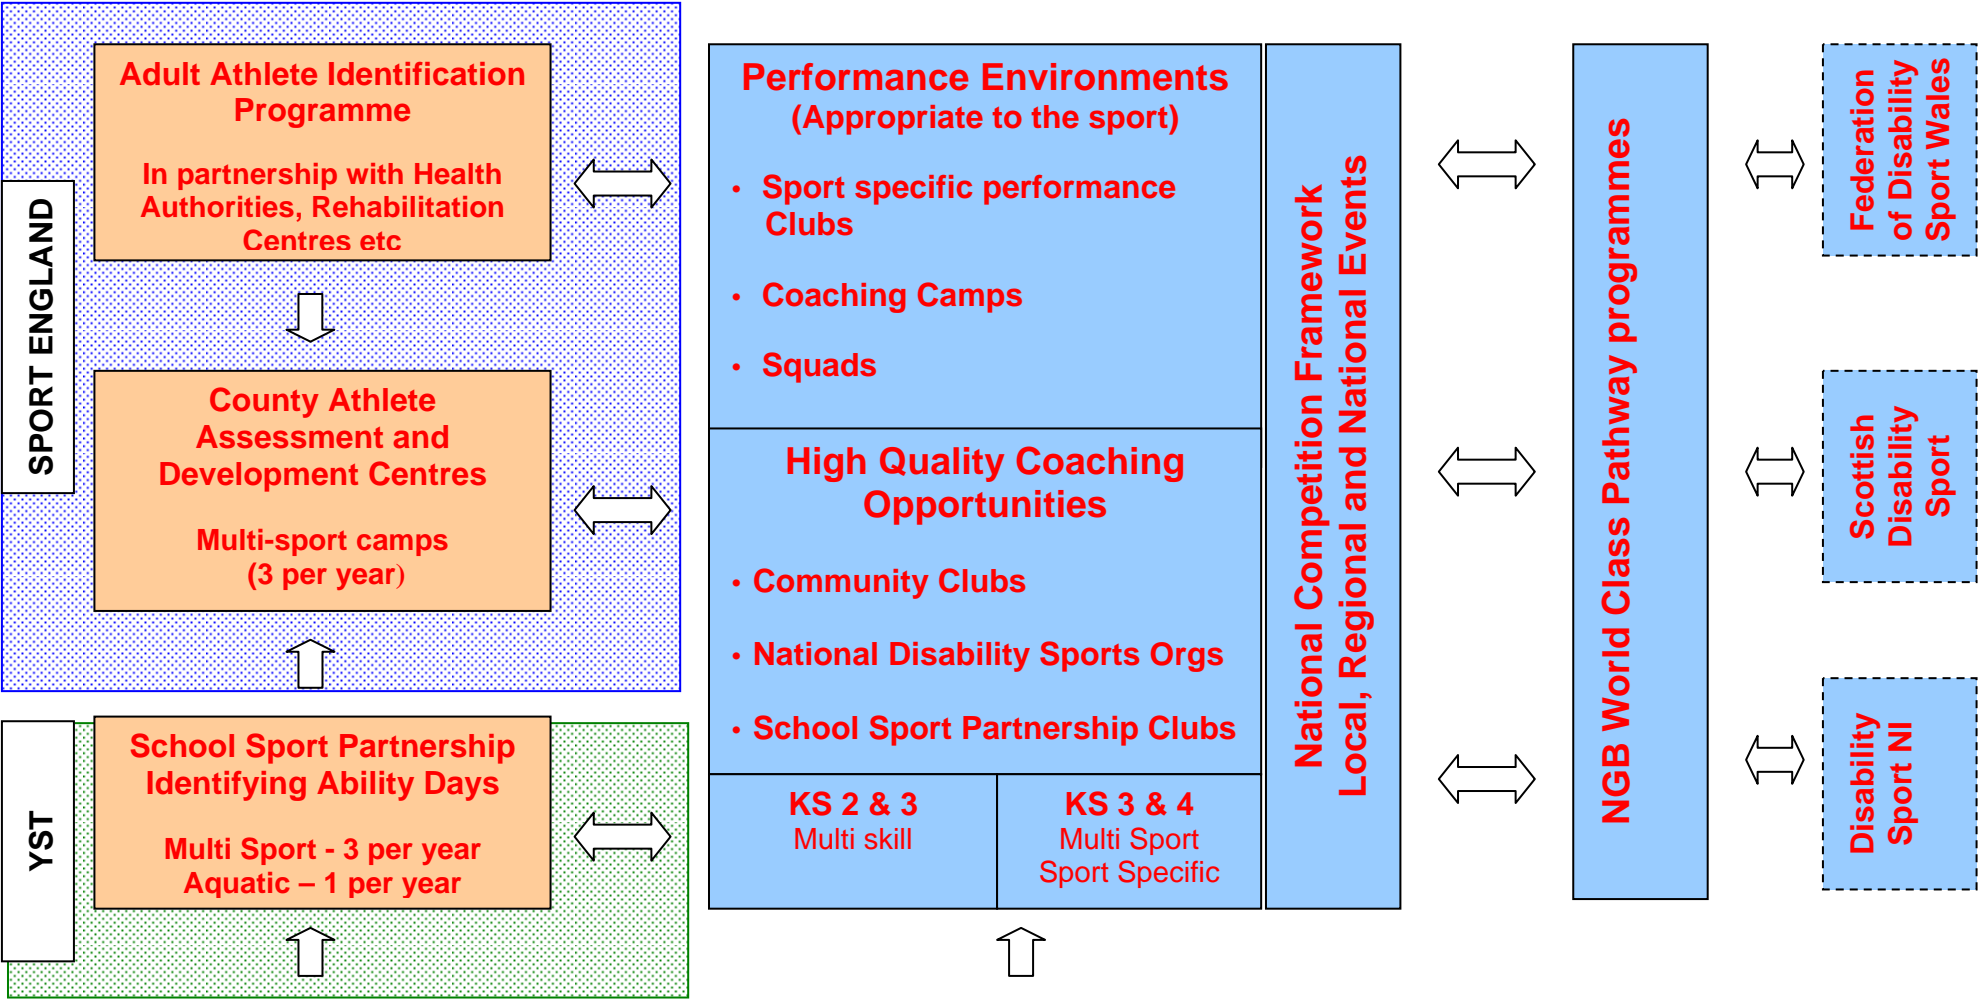 SPORT ENGLAND
Adult Athlete Identification
Programme
In partnership with Health
Authorities, Rehabilitation
Centres etc
County Athlete
Assessment and
Development Centres
Multi-sport camps
(3 per year)
YST
School Sport Partnership
Identifying Ability Days
Multi Sport - 3 per year
Aquatic – 1 per year
Performance Environments
(Appropriate to the sport)
• Sport specific performance
Clubs
• Coaching Camps
• Squads
High Quality Coaching
Opportunities
• Community Clubs
• National Disability Sports Orgs
• School Sport Partnership Clubs
KS 2 & 3
Multi skill
KS 3 & 4
Multi Sport
Sport Specific
National Competition Framework
Local, Regional and National Events
NGB World Class Pathway programmes
Federation
of Disability
Sport Wales
Scottish
Disability
Sport
Disability
Sport NI